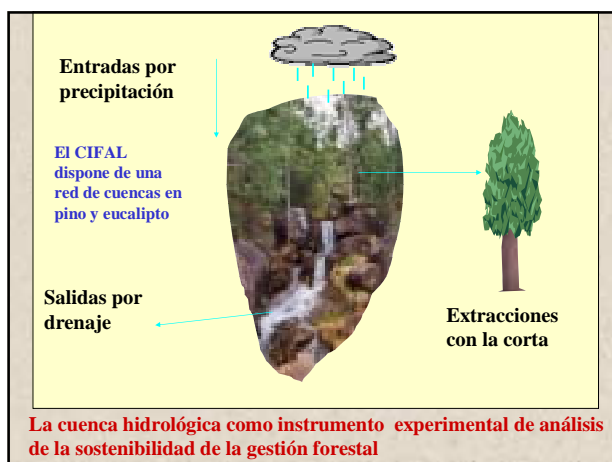 Entradas por
precipitación
El CIFAL
dispone de una
red de cuencas en
pino y eucalipto
Salidas por
drenaje
Extracciones
con la corta
La cuenca hidrológica como instrumento experimental de análisis
de la sostenibilidad de la gestión forestal